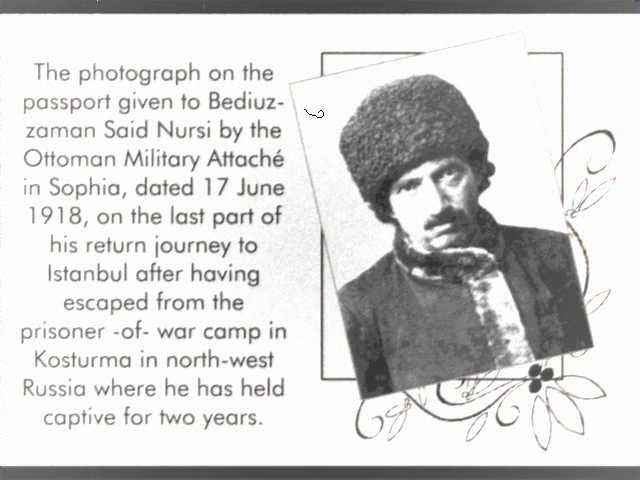 The photograph on the
passport given to Bediuz-
zaman Said Nursi by the
Ottoman Military Attaché
in Sophia, dated 17 June
1918, on the last part of
his return journey to
Istanbul after having
escaped from the
prisoner -of- war camp in
Kosturma in north-west
Russia where he has held
captive for two years.